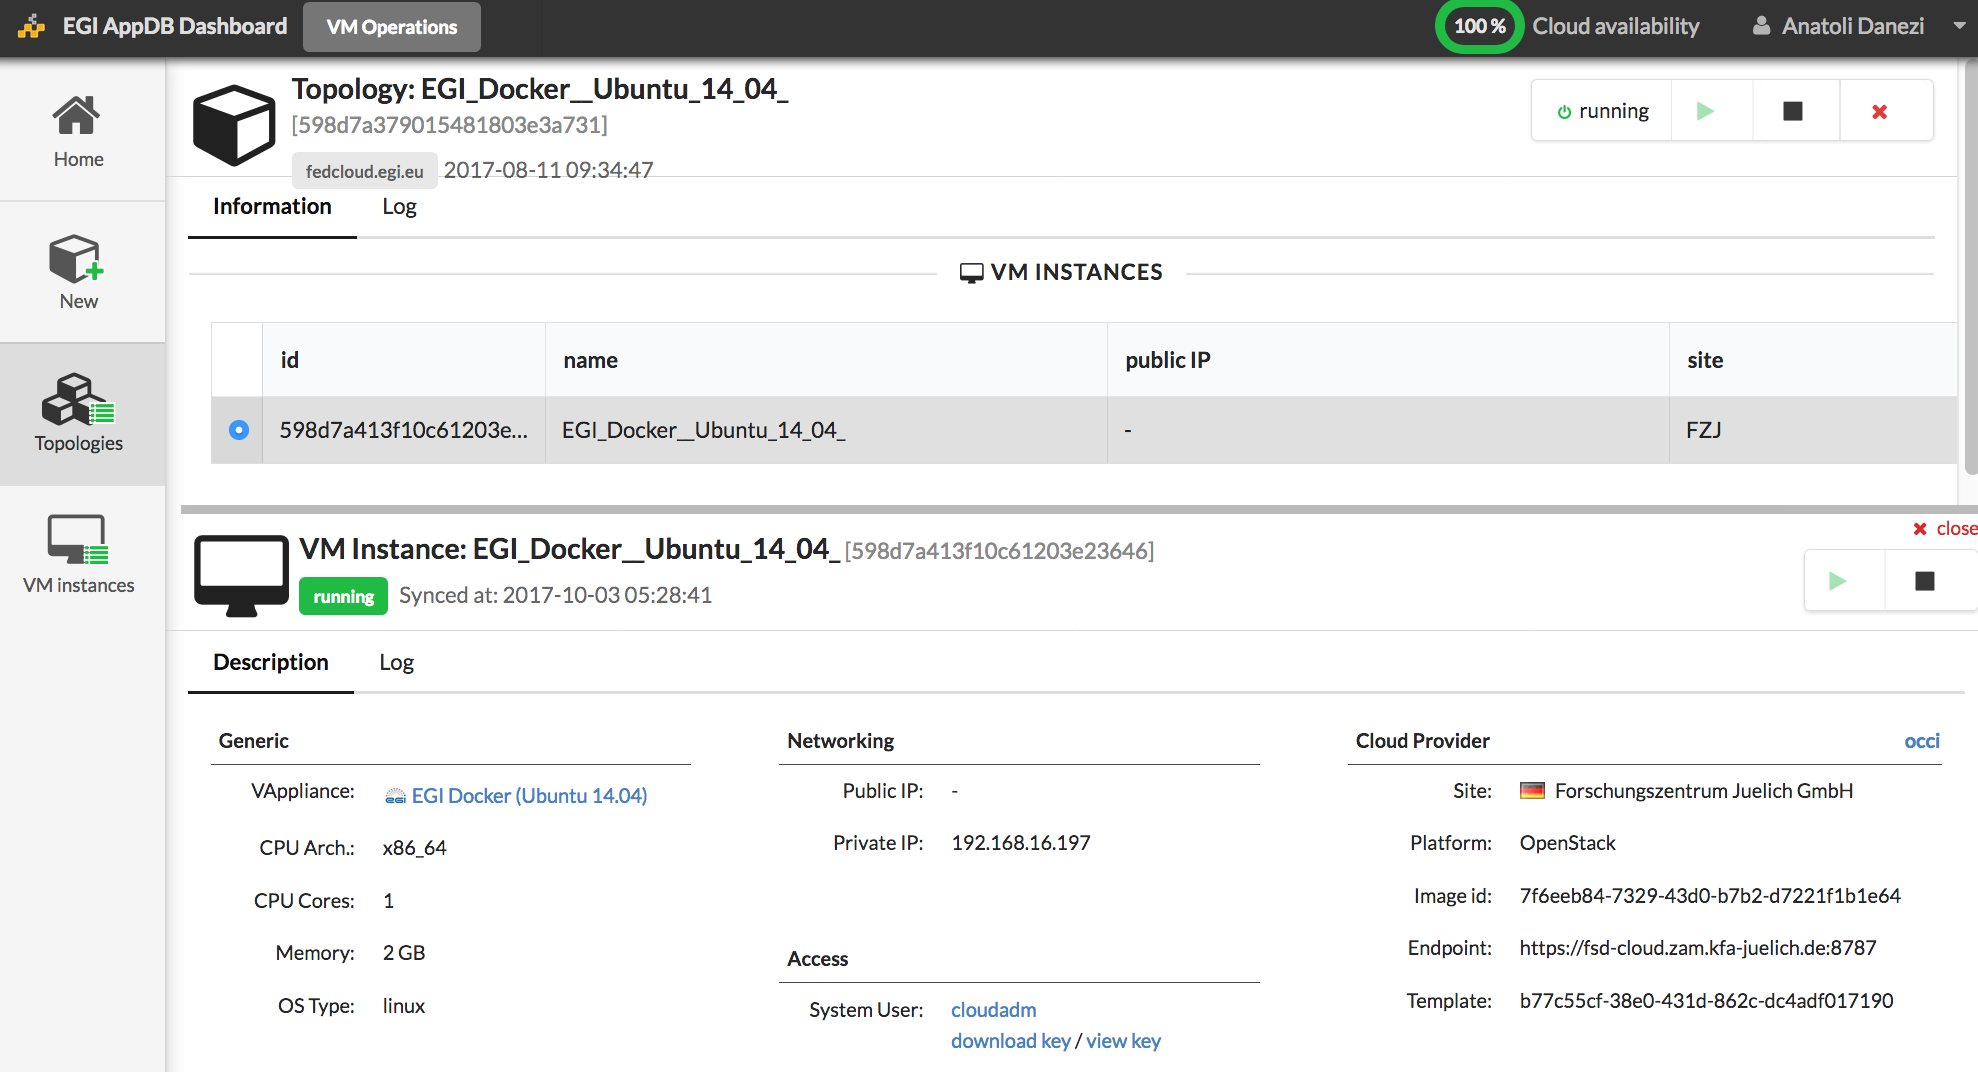 EGI AppDB Dashboard VM Operations 100 % Cloud availability Anatoli Danezi
Home
New
Topologies
VM instances
Topology: EGI_Docker__Ubuntu_14_04_
[598d7a379015481803e3a731]
fedcloud.egi.eu 2017-08-11 09:34:47
running
Information Log
VM INSTANCES
id name public IP site
598d7a413f10c61203e... EGI_Docker__Ubuntu_14_04_ - FZJ
close
VM Instance: EGI_Docker__Ubuntu_14_04_ [598d7a413f10c61203e23646]
running Synced at: 2017-10-03 05:28:41
Description Log
Generic
VAppliance: EGI EGI Docker (Ubuntu 14.04)
CPU Arch.: x86_64
CPU Cores: 1
Memory: 2 GB
OS Type: linux
Networking
Public IP: -
Private IP: 192.168.16.197
Access
System User: cloudadm
download key / view key
Cloud Provider occi
Site: Forschungszentrum Juelich GmbH
Platform: OpenStack
Image id: 7f6eeb84-7329-43d0-b7b2-d7221f1b1e64
Endpoint: https://fsd-cloud.zam.kfa-juelich.de:8787
Template: b77c55cf-38e0-431d-862c-dc4adf017190